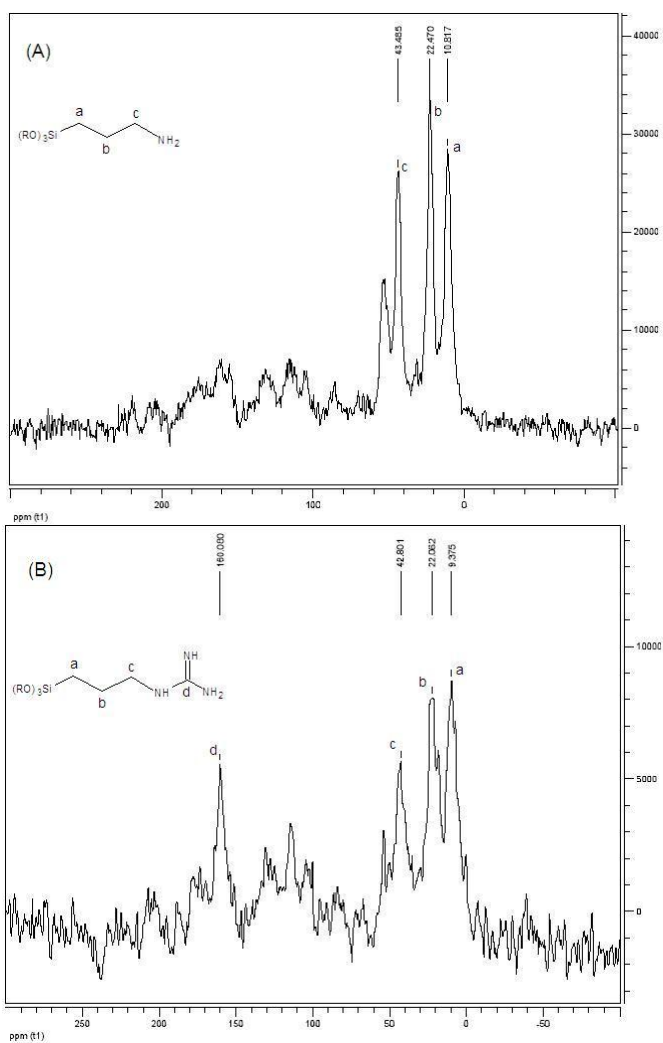 (A)
43.485
22.470
10.817
40000
30000
20000
10000
0
a
c
(RO)3Si
b
NH2
c
b
a
200
100
0
ppm (t1)
(B)
160.080
42.801
22.062
9.375
10000
5000
0
NH
a
c
(RO)3Si
b
NH
d
NH2
d
c
b
a
250
200
150
100
50
0
-50
ppm (t1)